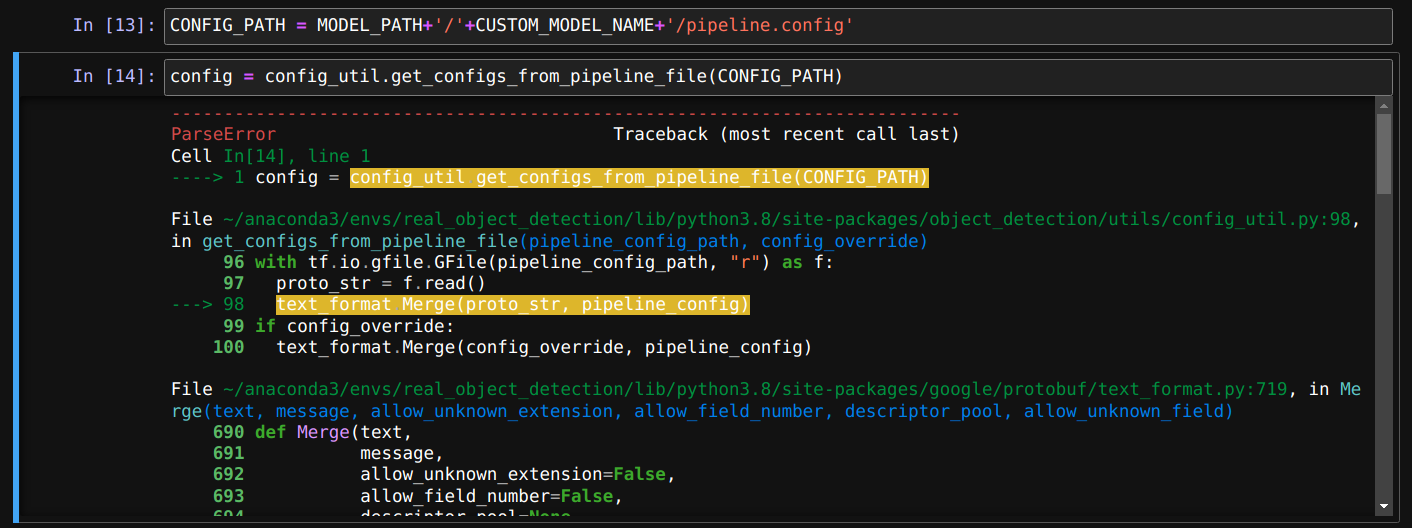 In [13]: CONFIG_PATH = MODEL_PATH+'/'+CUSTOM_MODEL_NAME+'/pipeline.config'
In [14]: config = config_util.get_configs_from_pipeline_file(CONFIG_PATH)
---------------------------------------------------------------------------
ParseError                                Traceback (most recent call last)
Cell In[14], line 1
----> 1 config = config_util.get_configs_from_pipeline_file(CONFIG_PATH)
File ~/anaconda3/envs/real_object_detection/lib/python3.8/site-packages/object_detection/utils/config_util.py:98,
in get_configs_from_pipeline_file(pipeline_config_path, config_override)
     96 with tf.io.gfile.GFile(pipeline_config_path, "r") as f:
     97   proto_str = f.read()
---> 98   text_format.Merge(proto_str, pipeline_config)
     99 if config_override:
    100   text_format.Merge(config_override, pipeline_config)
File ~/anaconda3/envs/real_object_detection/lib/python3.8/site-packages/google/protobuf/text_format.py:719, in Me
rge(text, message, allow_unknown_extension, allow_field_number, descriptor_pool, allow_unknown_field)
    690 def Merge(text,
    691           message,
    692           allow_unknown_extension=False,
    693           allow_field_number=False,
    694           descriptor_pool=None